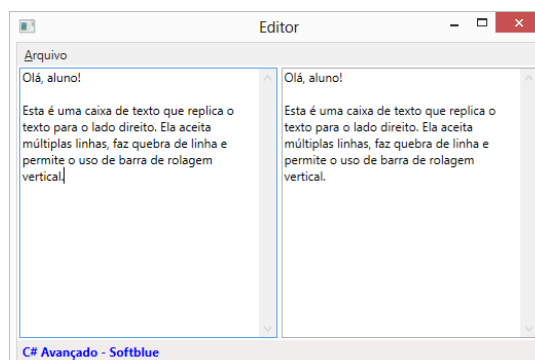 Editor
Arquivo
Olá, aluno!
Esta é uma caixa de texto que replica o
texto para o lado direito. Ela aceita
múltiplas linhas, faz quebra de linha e
permite o uso de barra de rolagem
vertical.
Olá, aluno!
Esta é uma caixa de texto que replica o
texto para o lado direito. Ela aceita
múltiplas linhas, faz quebra de linha e
permite o uso de barra de rolagem
vertical.
C# Avançado - Softblue